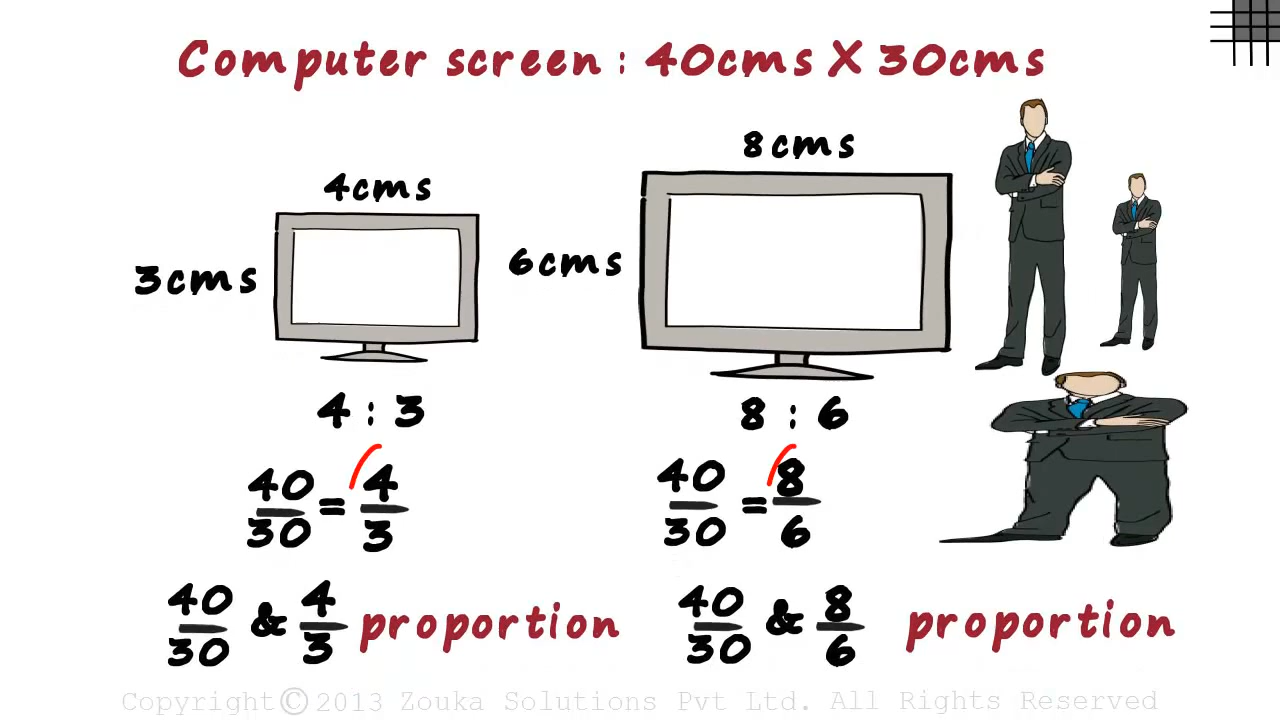 Computer screen : 40cms X 30cms
4cms
8cms
3cms
6cms
4 : 3
8 : 6
40/30 = 4/3
40/30 = 8/6
40/30 & 4/3 proportion
40/30 & 8/6 proportion
Copyright© 2013 Zouka Solutions Pvt Ltd. All Rights Reserved